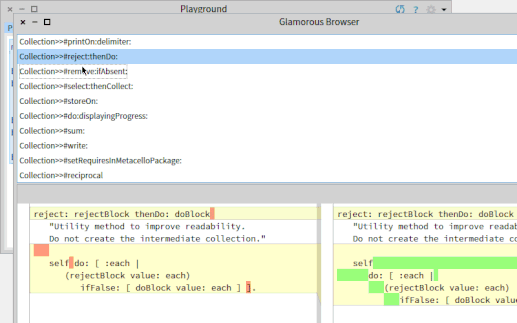 Playground
Glamorous Browser
Collection>>#printOn:delimiter:
Collection>>#reject:thenDo:
Collection>>#remove:ifAbsent:
Collection>>#select:thenCollect:
Collection>>#storeOn:
Collection>>#do:displayingProgress:
Collection>>#sum:
Collection>>#write:
Collection>>#setRequiresInMetacelloPackage:
Collection>>#reciprocal
reject: rejectBlock thenDo: doBlock
"Utility method to improve readability.
Do not create the intermediate collection."
self do: [ :each |
(rejectBlock value: each)
ifFalse: [ doBlock value: each ] ].
reject: rejectBlock thenDo: doBlock
"Utility method to improve readab
Do not create the intermediate co
self
do: [ :each |
(rejectBlock value: each)
ifFalse: [ doBlock valu